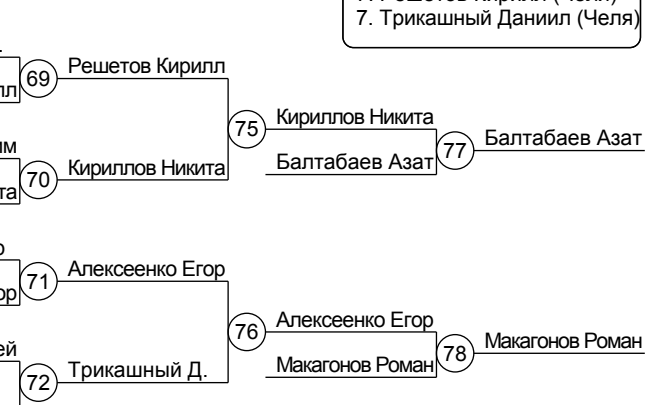 7. Трикашный Даниил (Челя)
69
Решетов Кирилл
75
Кириллов Никита
77
Балтабаев Азат
Балтабаев Азат
70
Кириллов Никита
71
Алексеенко Егор
76
Алексеенко Егор
78
Макагонов Роман
Макагонов Роман
72
Трикашный Д.